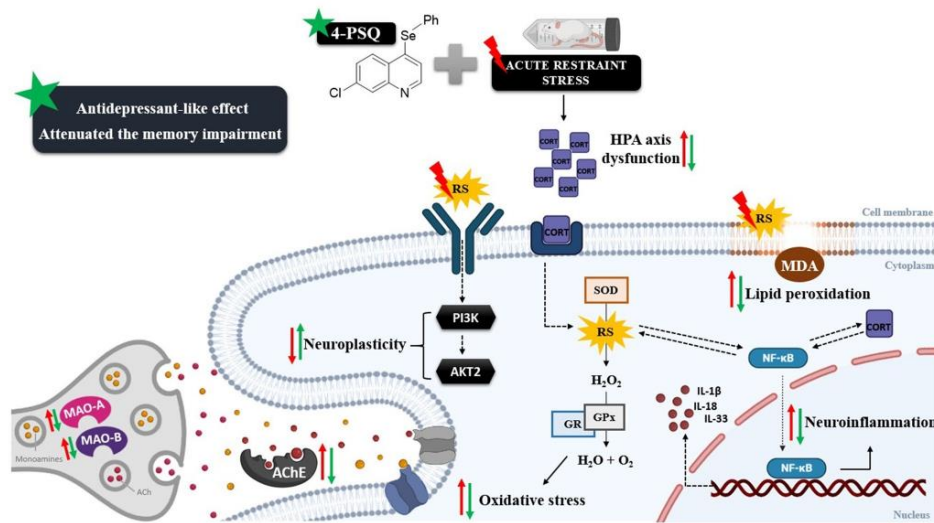 4-PSQ
Ph
Se
Cl
N
ACUTE RESTRAINT
STRESS
Antidepressant-like effect
Attenuated the memory impairment
CORT
CORT
CORT
CORT
CORT
CORT
HPA axis
dysfunction
RS
CORT
RS
Cell membrane
Cytoplasm
MDA
Lipid peroxidation
SOD
RS
PI3K
Neuroplasticity
AKT2
CORT
NF-κB
H₂O₂
IL-1β
IL-18
IL-33
GR
GPx
Neuroinflammation
H₂O + O₂
MAO-A
MAO-B
Monoamines
ACh
AChE
NF-κB
Oxidative stress
Nucleus